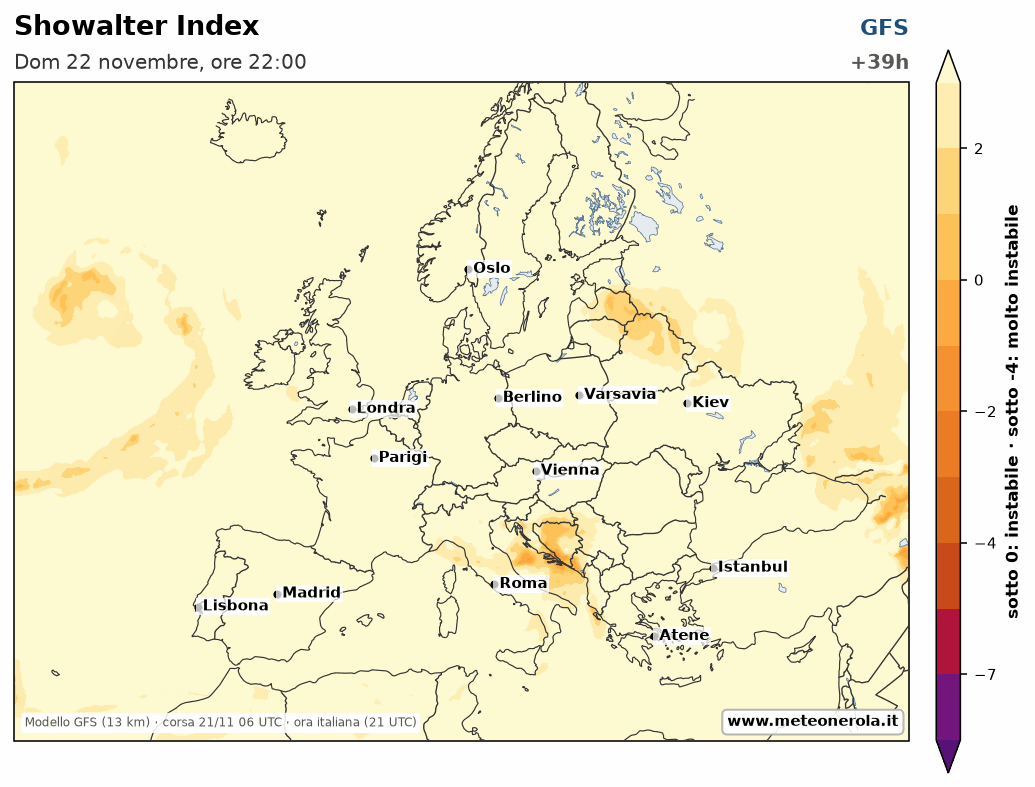 Showalter Index
GFS
Dom 22 novembre, ore 22:00
+39h
Oslo
Berlino
Varsavia
Kiev
Londra
Parigi
Vienna
Istanbul
Roma
Madrid
Lisbona
Atene
Modello GFS (13 km) · corsa 21/11 06 UTC · ora italiana (21 UTC)
www.meteonerola.it
2
0
−2
−4
−7
sotto 0: instabile · sotto -4: molto instabile